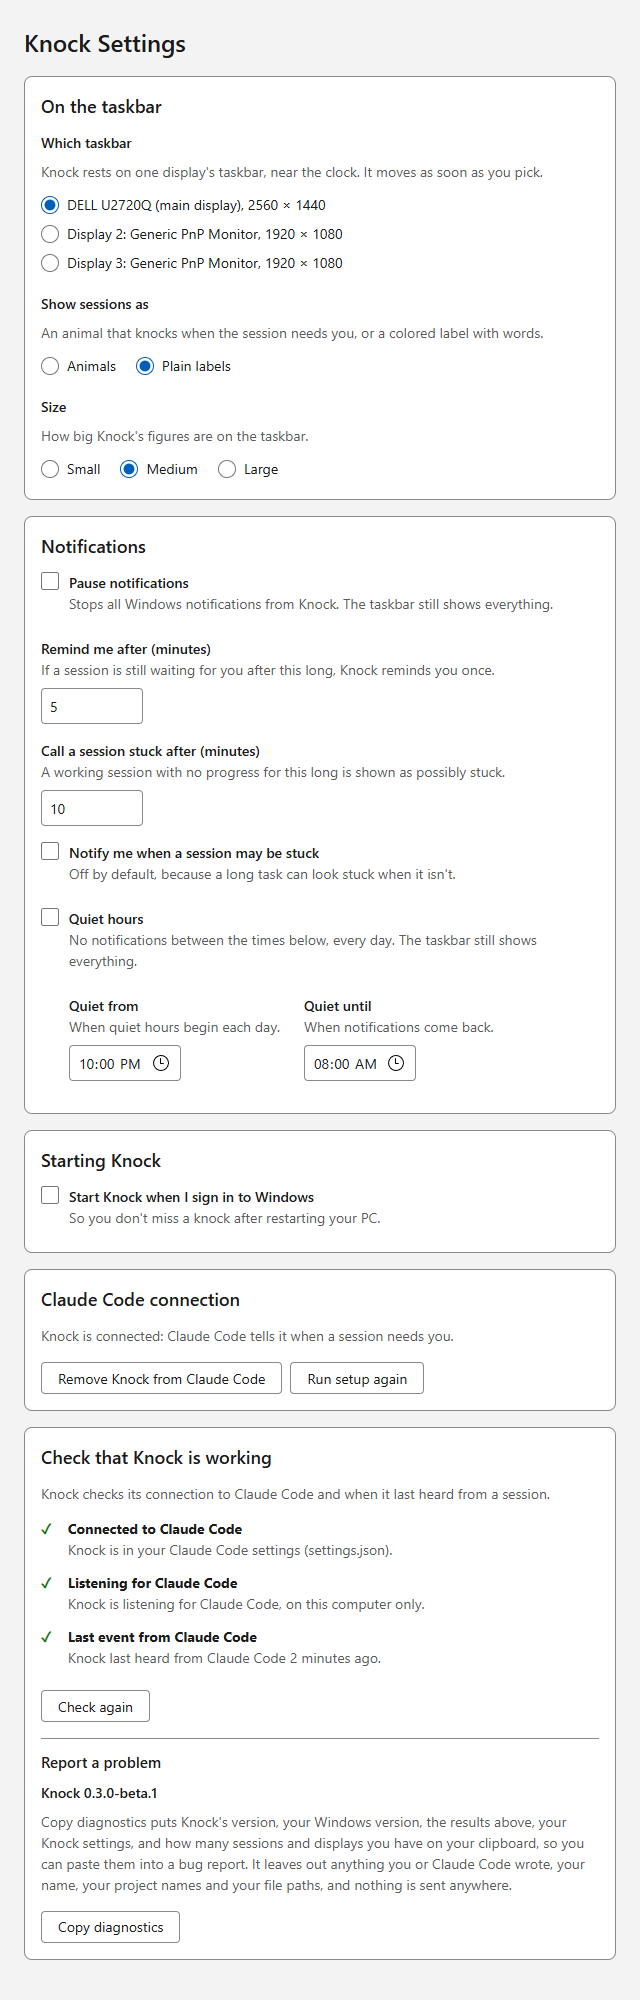 Knock Settings
On the taskbar
Which taskbar
Knock rests on one display's taskbar, near the clock. It moves as soon as you pick.
DELL U2720Q (main display), 2560 × 1440
Display 2: Generic PnP Monitor, 1920 × 1080
Display 3: Generic PnP Monitor, 1920 × 1080
Show sessions as
An animal that knocks when the session needs you, or a colored label with words.
Animals Plain labels
Size
How big Knock's figures are on the taskbar.
Small Medium Large
Notifications
Pause notifications
Stops all Windows notifications from Knock. The taskbar still shows everything.
Remind me after (minutes)
If a session is still waiting for you after this long, Knock reminds you once.
5
Call a session stuck after (minutes)
A working session with no progress for this long is shown as possibly stuck.
10
Notify me when a session may be stuck
Off by default, because a long task can look stuck when it isn't.
Quiet hours
No notifications between the times below, every day. The taskbar still shows
everything.
Quiet from Quiet until
When quiet hours begin each day. When notifications come back.
10:00 PM 08:00 AM
Starting Knock
Start Knock when I sign in to Windows
So you don't miss a knock after restarting your PC.
Claude Code connection
Knock is connected: Claude Code tells it when a session needs you.
Remove Knock from Claude Code Run setup again
Check that Knock is working
Knock checks its connection to Claude Code and when it last heard from a session.
✓ Connected to Claude Code
Knock is in your Claude Code settings (settings.json).
✓ Listening for Claude Code
Knock is listening for Claude Code, on this computer only.
✓ Last event from Claude Code
Knock last heard from Claude Code 2 minutes ago.
Check again
Report a problem
Knock 0.3.0-beta.1
Copy diagnostics puts Knock's version, your Windows version, the results above, your
Knock settings, and how many sessions and displays you have on your clipboard, so you
can paste them into a bug report. It leaves out anything you or Claude Code wrote, your
name, your project names and your file paths, and nothing is sent anywhere.
Copy diagnostics